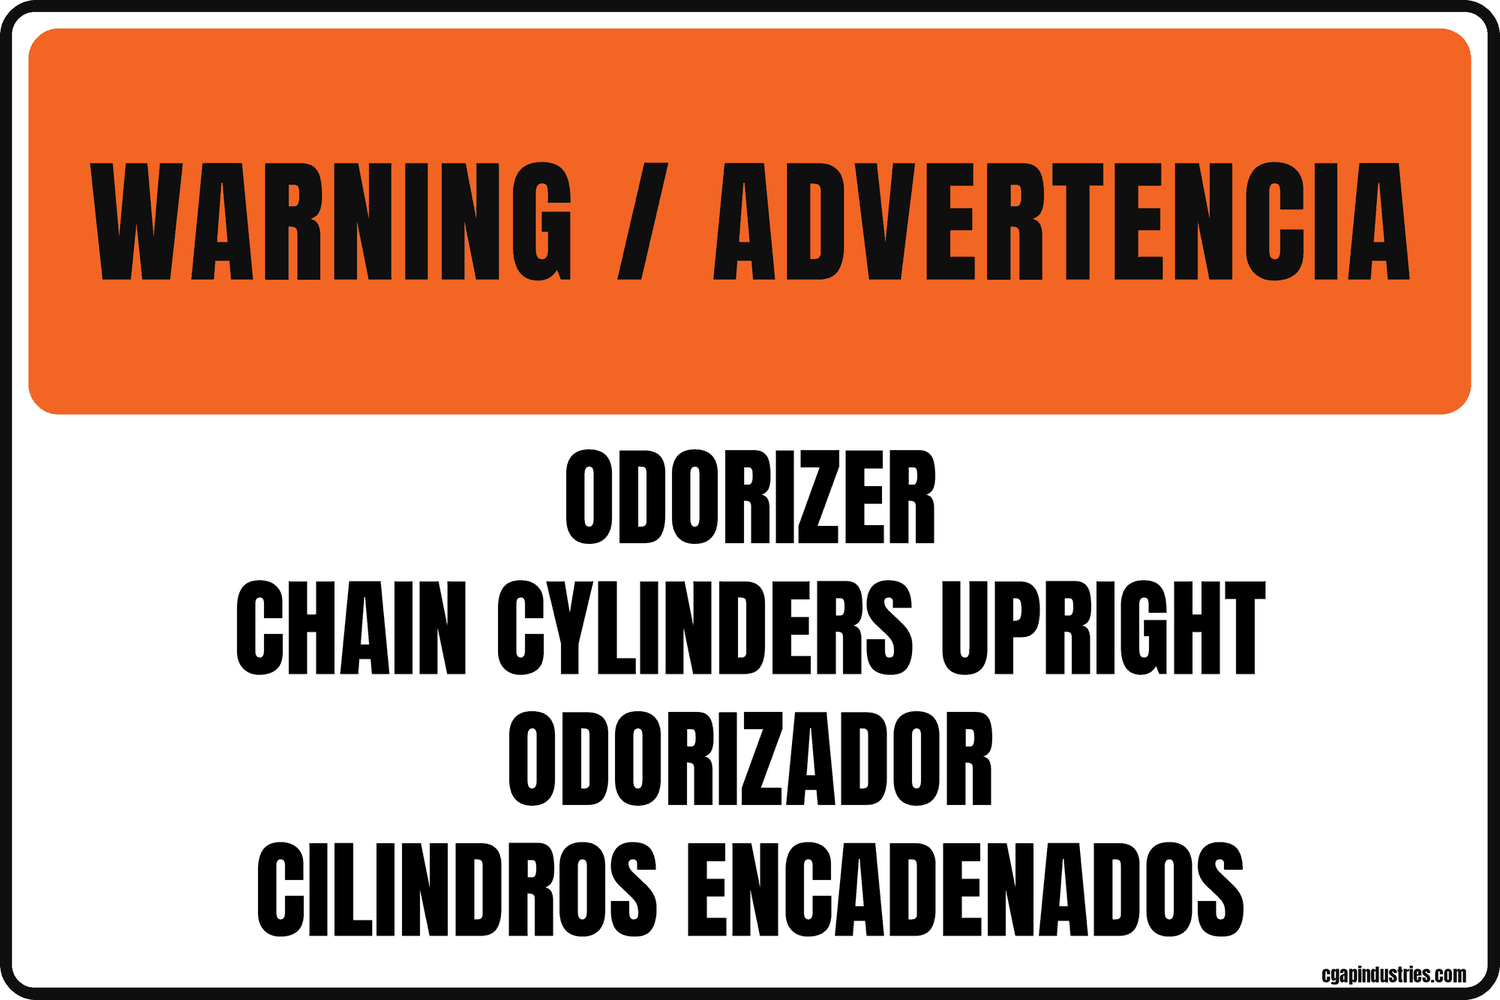 WARNING / ADVERTENCIA
ODORIZER
CHAIN CYLINDERS UPRIGHT
ODORIZADOR
CILINDROS ENCADENADOS
cgapindustries.com